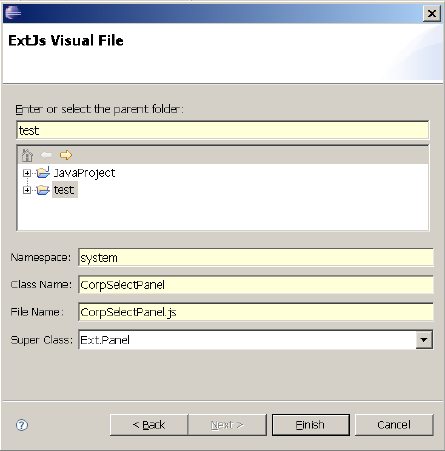 ExtJs Visual File
Enter or select the parent folder:
test
JavaProject
test
Namespace: system
Class Name: CorpSelectPanel
File Name: CorpSelectPanel.js
Super Class: Ext.Panel
< Back Next > Finish Cancel